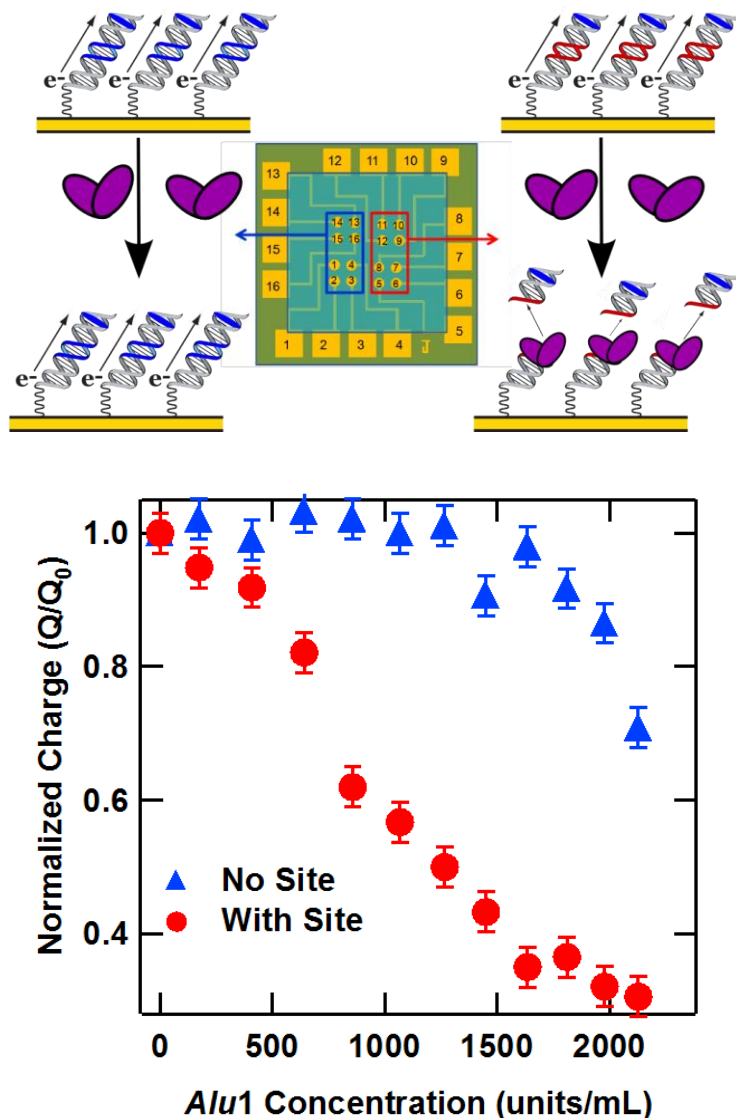 e- e- e-
e- e- e-
12 11 10 9
13
14
15
16
14 13
15 16
1 4
2 3
11 10
12 9
8 7
5 6
8
7
6
5
1 2 3 4
e- e- e-
Normalized Charge (Q/Q0)
1.0
0.8
0.6
0.4
No Site
With Site
0 500 1000 1500 2000
Alu1 Concentration (units/mL)